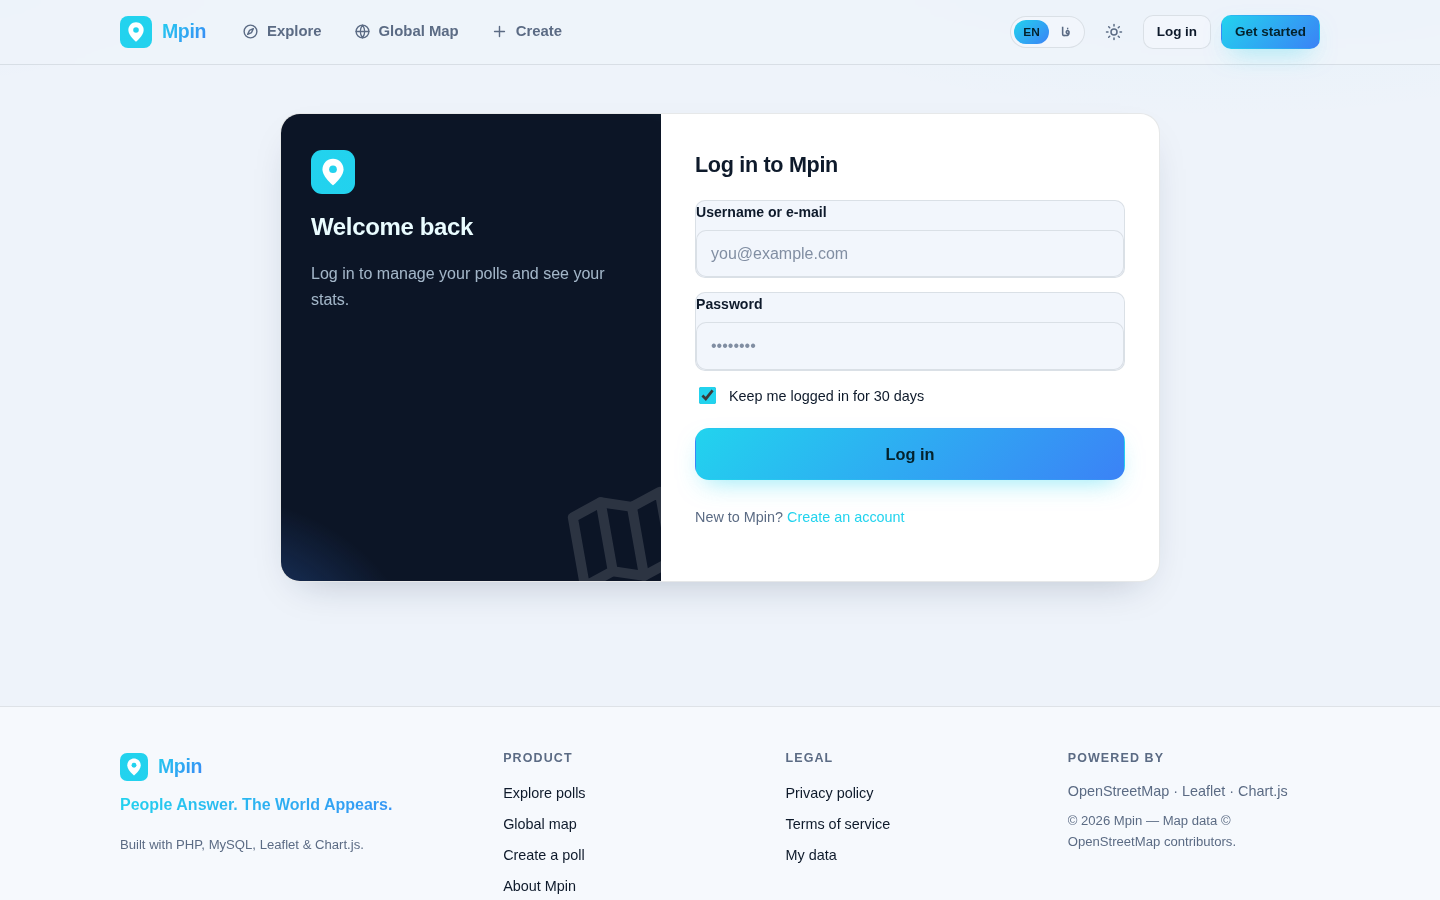 Mpin
Explore
Global Map
Create
EN
فا
Log in
Get started
Welcome back
Log in to manage your polls and see your
stats.
Log in to Mpin
Username or e-mail
you@example.com
Password
••••••••
Keep me logged in for 30 days
Log in
New to Mpin? Create an account
Mpin
People Answer. The World Appears.
Built with PHP, MySQL, Leaflet & Chart.js.
PRODUCT
Explore polls
Global map
Create a poll
About Mpin
LEGAL
Privacy policy
Terms of service
My data
POWERED BY
OpenStreetMap · Leaflet · Chart.js
© 2026 Mpin — Map data ©
OpenStreetMap contributors.